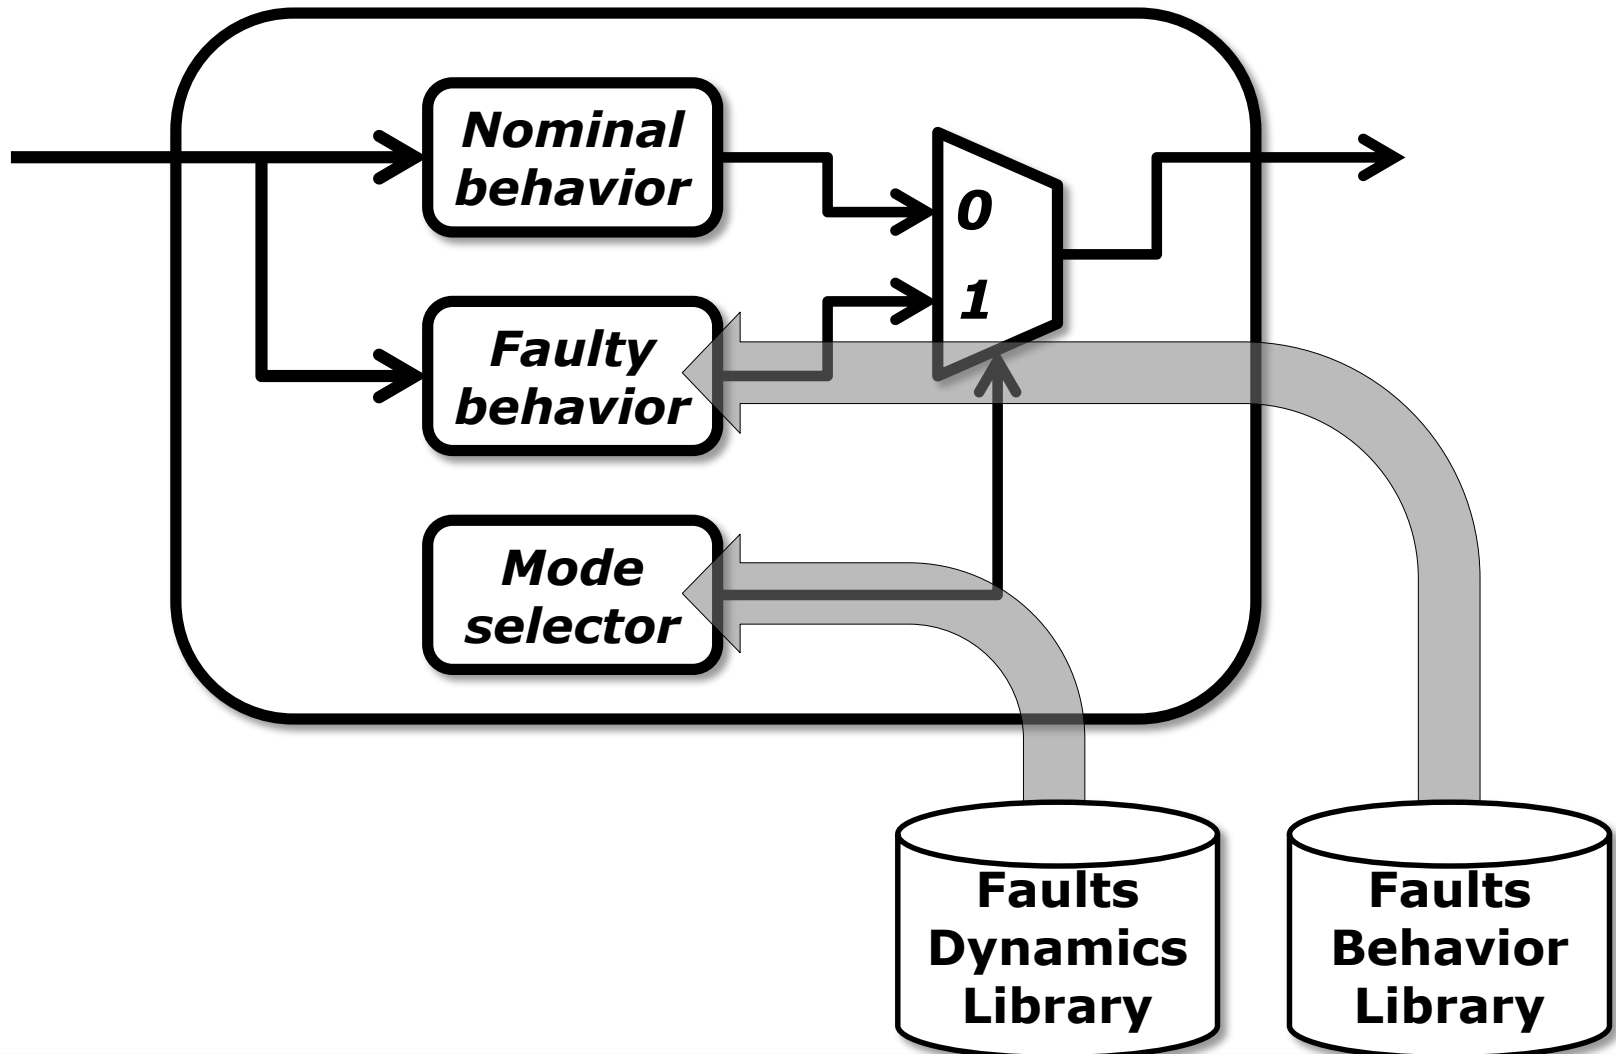 Nominal
behavior
0
1
Faulty
behavior
Mode
selector
Faults
Dynamics
Library
Faults
Behavior
Library